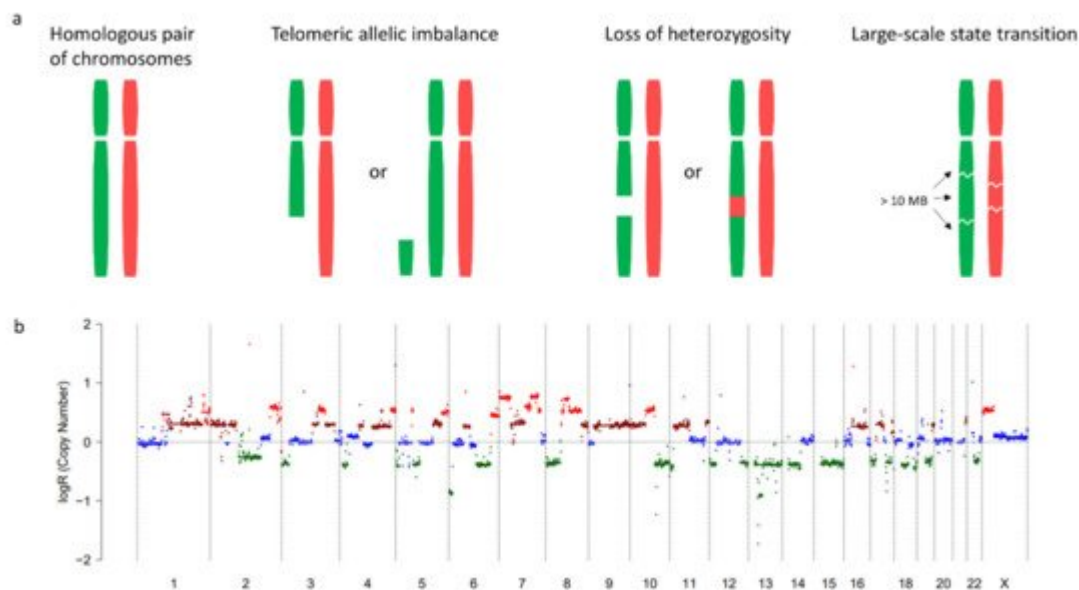 a
Homologous pair
of chromosomes
Telomeric allelic imbalance
Loss of heterozygosity
Large-scale state transition
or
or
> 10 MB
b
logR (Copy Number)
2
1
0
−1
−2
1 2 3 4 5 6 7 8 9 10 11 12 13 14 15 16 18 20 22 X